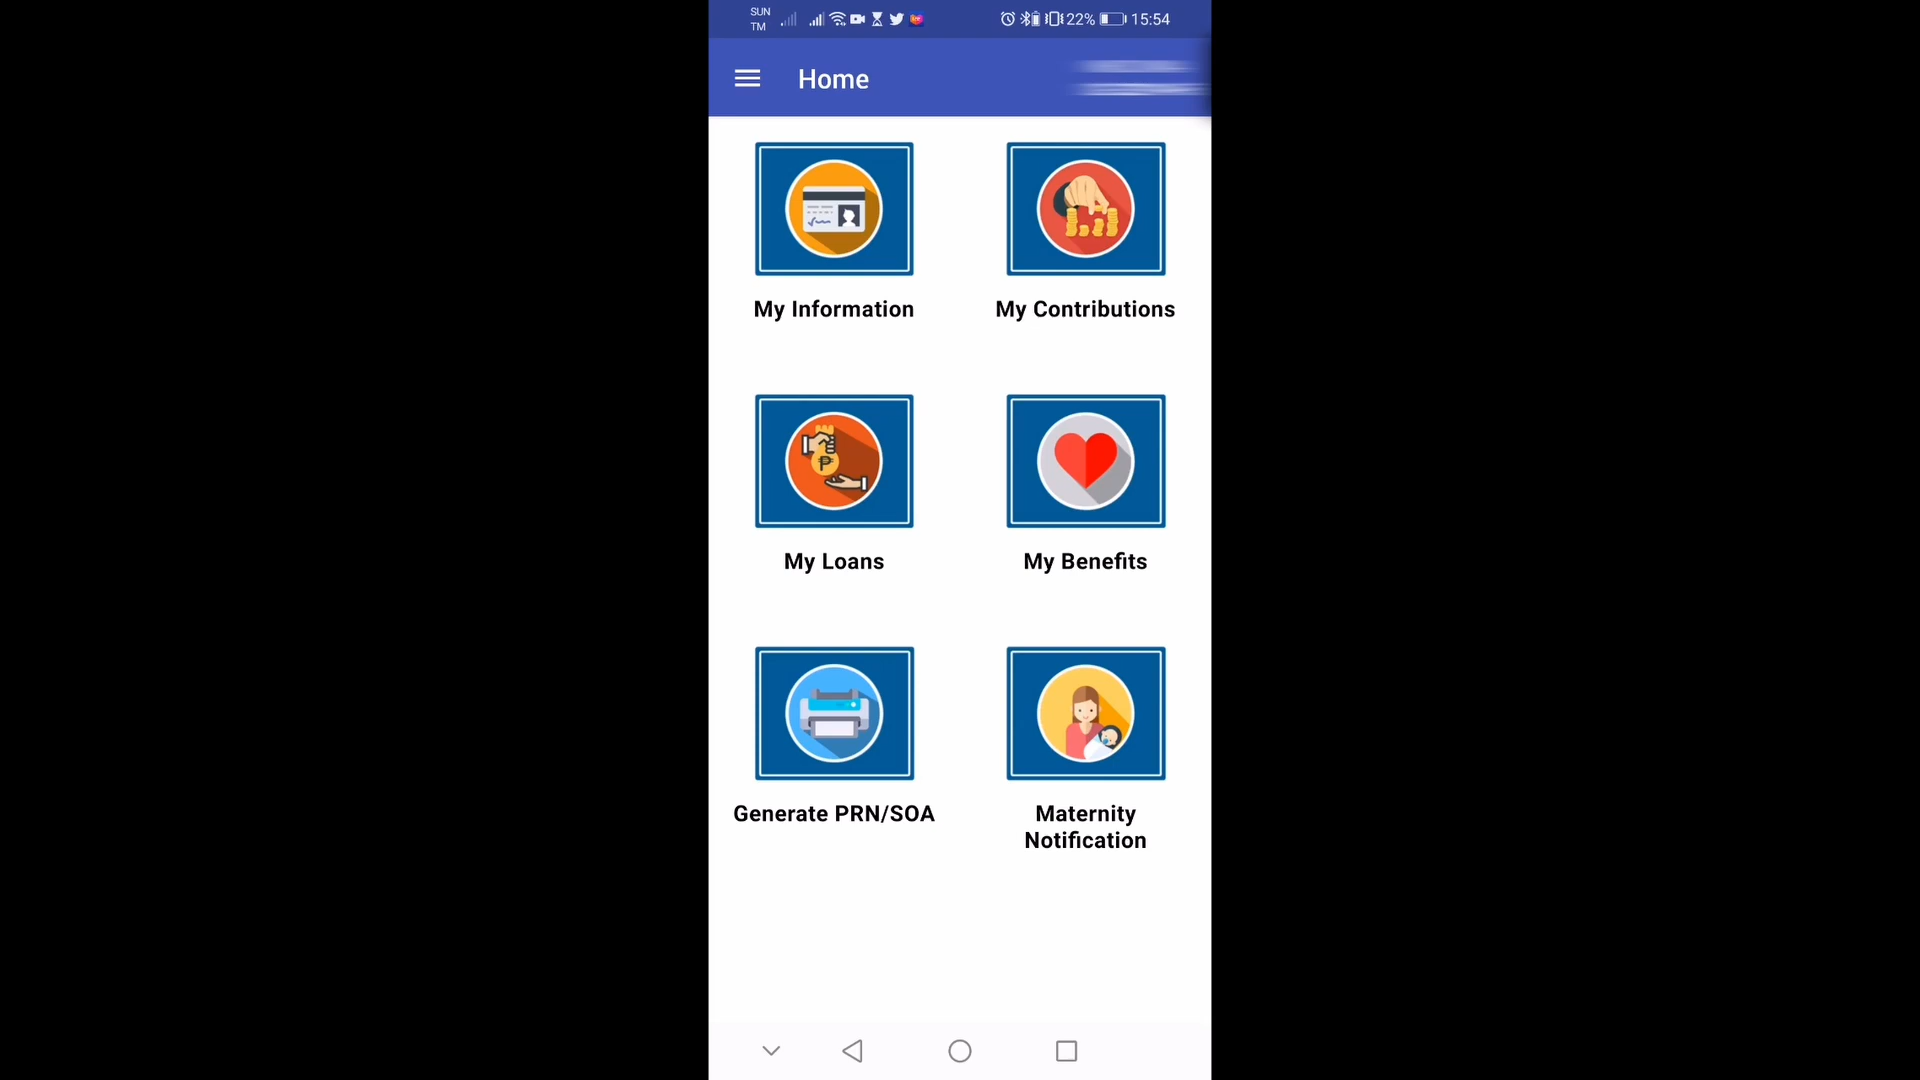 SUN
TM
22% 15:54
Home
My Information
My Contributions
My Loans
My Benefits
₱
Generate PRN/SOA
Maternity
Notification